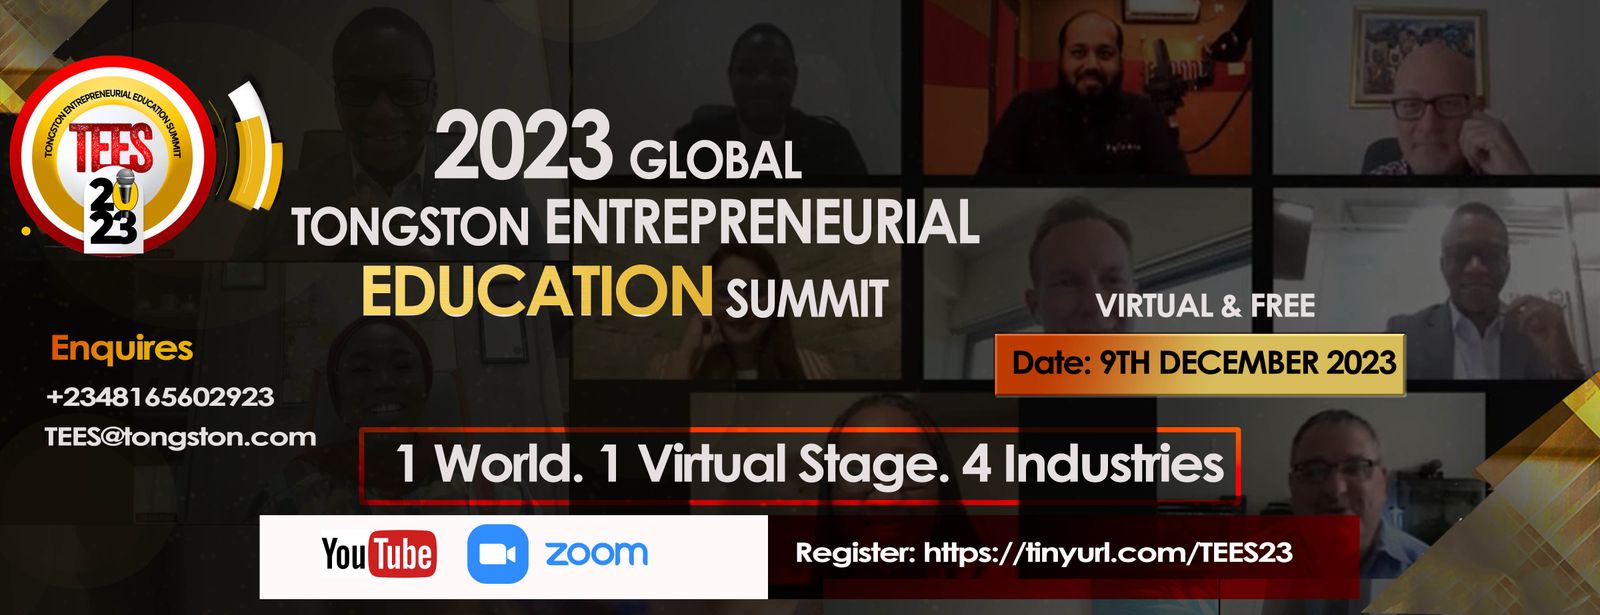 TONGSTON ENTREPRENEURIAL EDUCATION SUMMIT
TEES
2023
2023 GLOBAL
TONGSTON ENTREPRENEURIAL
EDUCATION SUMMIT
Enquires
+2348165602923
TEES@tongston.com
VIRTUAL & FREE
Date: 9TH DECEMBER 2023
1 World. 1 Virtual Stage. 4 Industries
YouTube
zoom
Register: https://tinyurl.com/TEES23